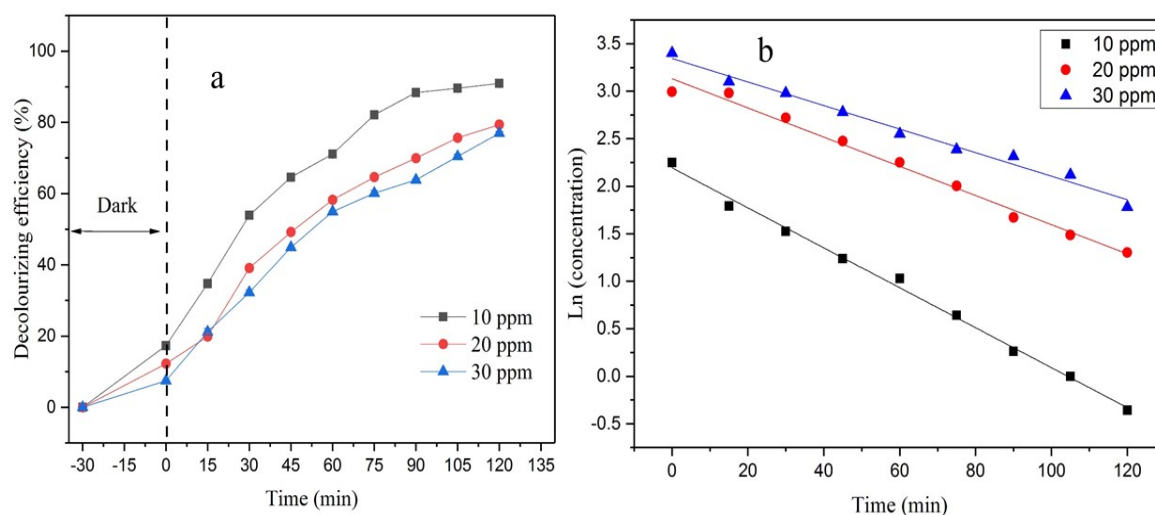 a
100
80
60
40
20
0
Decolourizing efficiency (%)
Dark
10 ppm
20 ppm
30 ppm
-30 -15 0 15 30 45 60 75 90 105 120 135
Time (min)
b
3.5
3.0
2.5
2.0
1.5
1.0
0.5
0.0
-0.5
Ln (concentration)
10 ppm
20 ppm
30 ppm
0 20 40 60 80 100 120
Time (min)